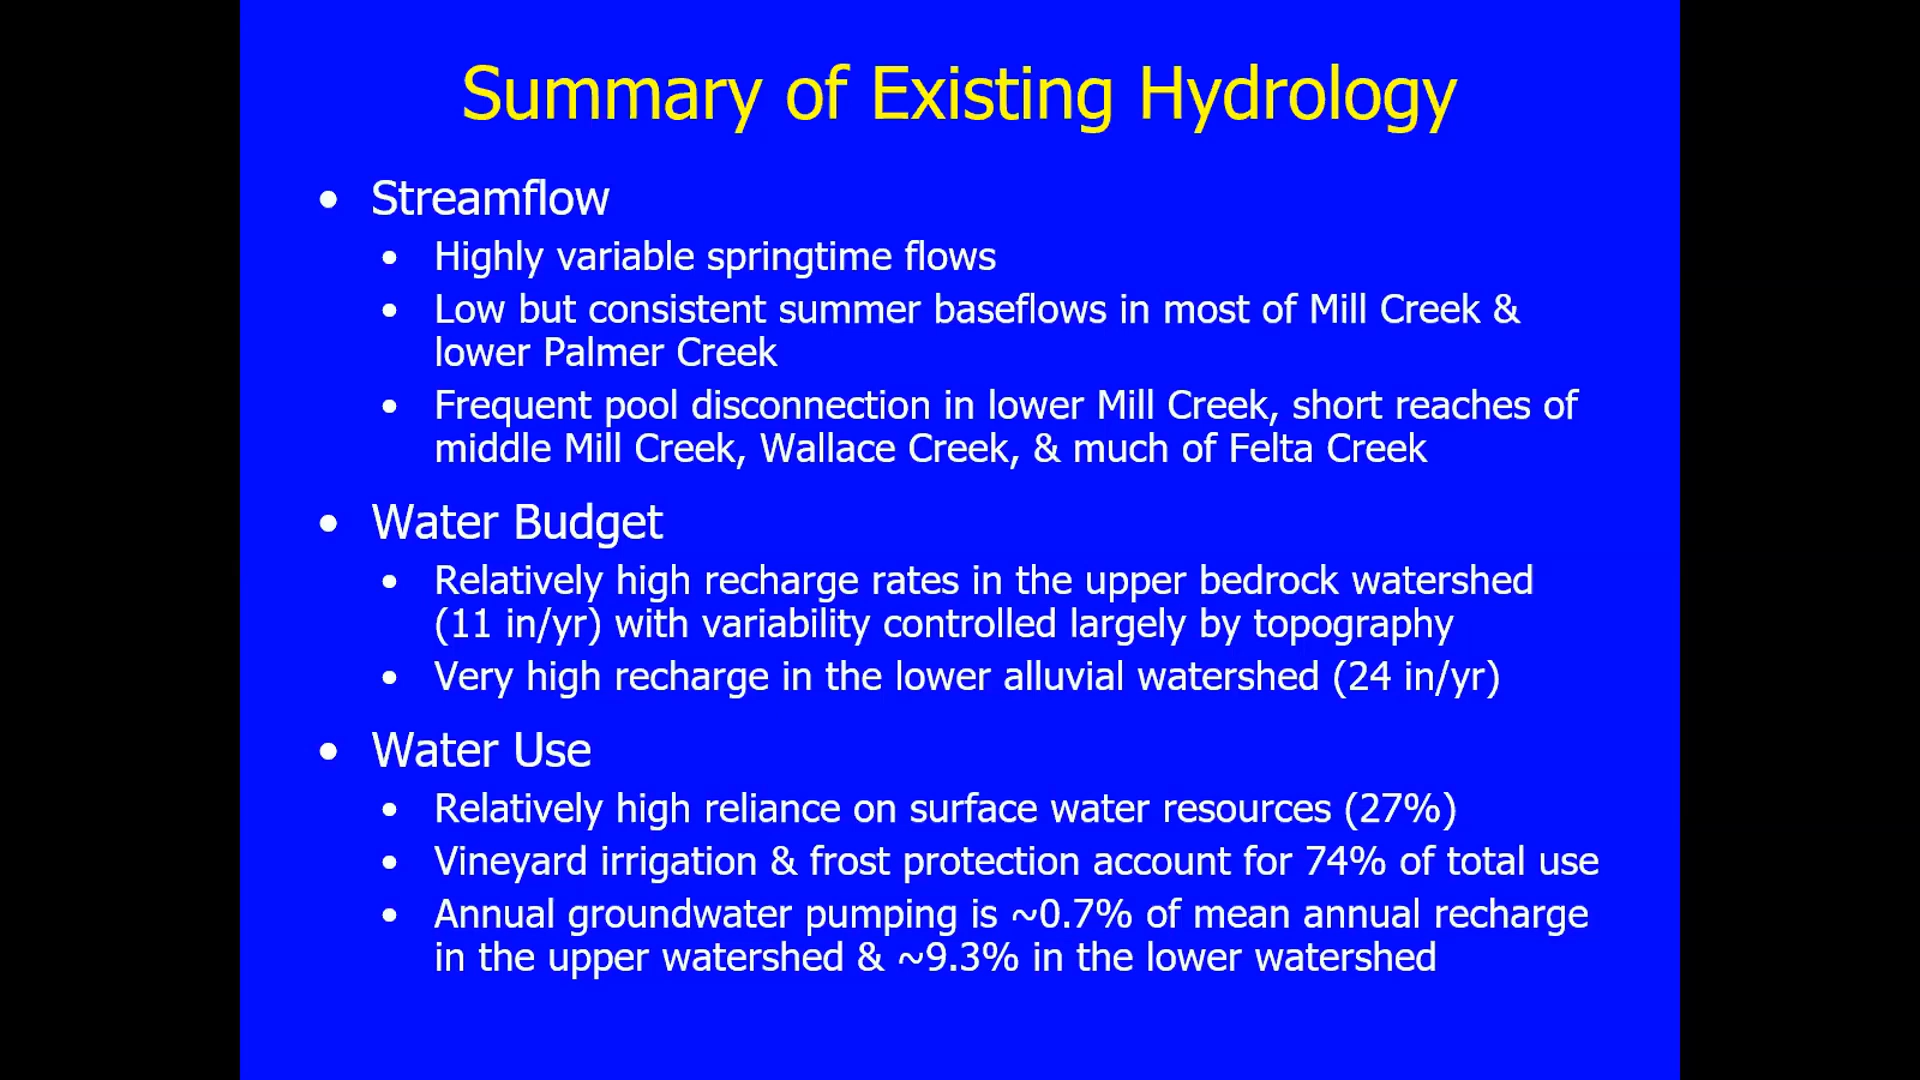 Summary of Existing Hydrology
• Streamflow
• Highly variable springtime flows
• Low but consistent summer baseflows in most of Mill Creek &
lower Palmer Creek
• Frequent pool disconnection in lower Mill Creek, short reaches of
middle Mill Creek, Wallace Creek, & much of Felta Creek
• Water Budget
• Relatively high recharge rates in the upper bedrock watershed
(11 in/yr) with variability controlled largely by topography
• Very high recharge in the lower alluvial watershed (24 in/yr)
• Water Use
• Relatively high reliance on surface water resources (27%)
• Vineyard irrigation & frost protection account for 74% of total use
• Annual groundwater pumping is ~0.7% of mean annual recharge
in the upper watershed & ~9.3% in the lower watershed